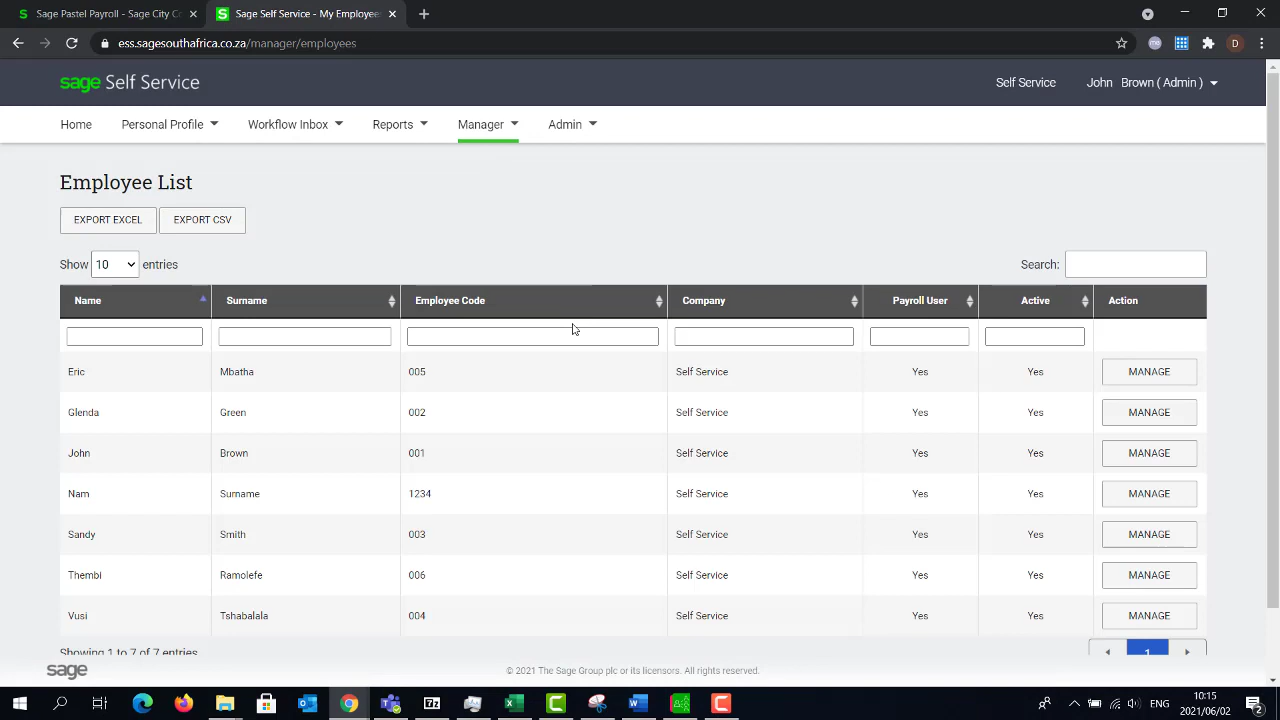 Sage Pastel Payroll - Sage City Co
Sage Self Service - My Employee
ess.sagesouthafrica.co.za/manager/employees
mo
D
sage Self Service
Self Service
John Brown ( Admin )
Home Personal Profile Workflow Inbox Reports Manager Admin
Employee List
EXPORT EXCEL EXPORT CSV
Show 10 entries
Search:
Name Surname Employee Code Company Payroll User Active Action
Eric Mbatha 005 Self Service Yes Yes MANAGE
Glenda Green 002 Self Service Yes Yes MANAGE
John Brown 001 Self Service Yes Yes MANAGE
Nam Surname 1234 Self Service Yes Yes MANAGE
Sandy Smith 003 Self Service Yes Yes MANAGE
Thembi Ramolefe 006 Self Service Yes Yes MANAGE
Vusi Tshabalala 004 Self Service Yes Yes MANAGE
Showing 1 to 7 of 7 entries
1
sage
© 2021 The Sage Group plc or its licensors. All rights reserved.
ENG
10:15
2021/06/02
2